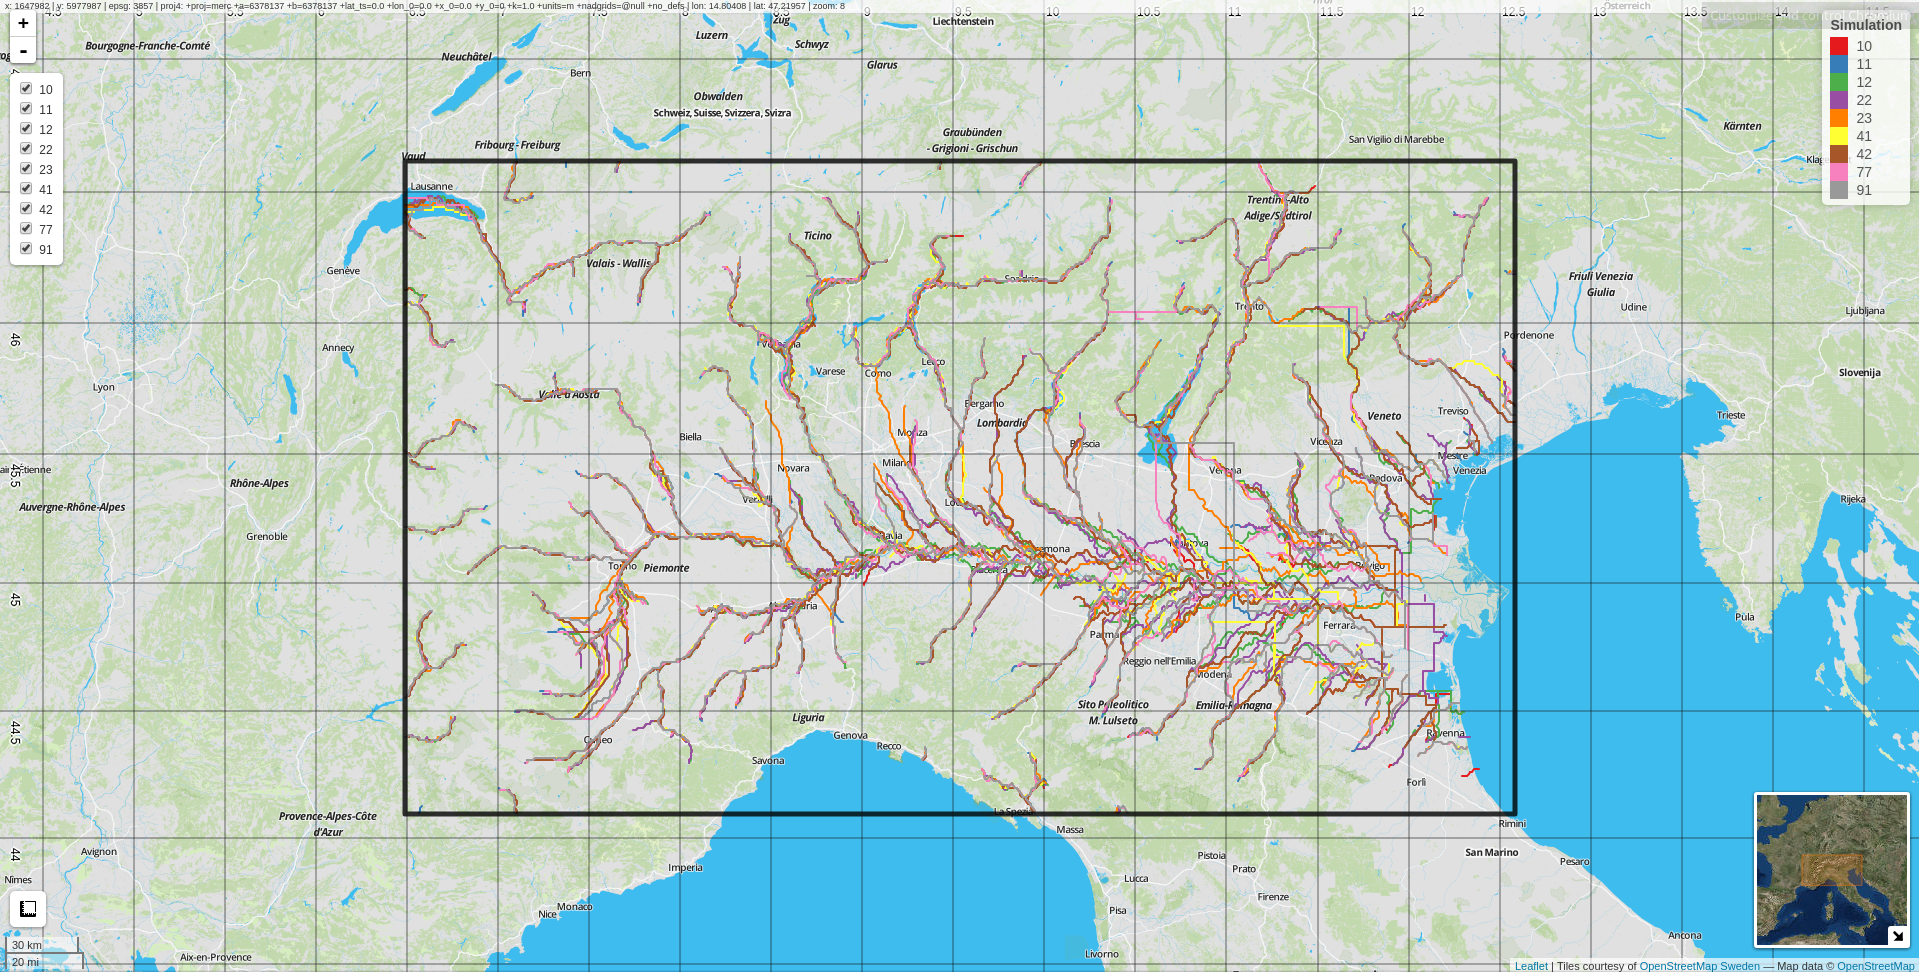 x: 1647982 | y: 5977987 | epsg: 3857 | proj4: +proj=merc +a=6378137 +b=6378137 +lat_ts=0.0 +lon_0=0.0 +x_0=0.0 +y_0=0 +k=1.0 +units=m +nadgrids=@null +no_defs | lon: 14.80408 | lat: 47.21957 | zoom: 8
8.5
9
9.5
10
10.5
11
11.5
12
12.5
13
13.5
14
Zug
Liechtenstein
Österreich
+
-
Simulation
10
11
12
22
23
41
42
77
91
10
11
12
22
23
41
42
77
91
Bourgogne-Franche-Comté
Neuchâtel
Luzern
Schwyz
Glarus
Bern
Obwalden
Schweiz, Suisse, Svizzera, Svizra
Graubünden
- Grigioni - Grischun
San Vigilio di Marebbe
Kärnten
Fribourg - Freiburg
Vaud
Lausanne
Trentino-Alto
Adige/Südtirol
Ticino
Valais - Wallis
Genève
Sondrio
Friuli Venezia
Giulia
Udine
Trento
Ljubljana
46
Pordenone
Annecy
Verbania
Lecco
Varese
Como
Slovenija
Lyon
Valle d'Aosta
Bergamo
Lombardia
Treviso
Veneto
Trieste
Biella
Monza
Brescia
Vicenza
Milano
Mestre
Venezia
Novara
Verona
Padova
45.5
Rhône-Alpes
Vercelli
Lodi
Rijeka
Auvergne-Rhône-Alpes
Grenoble
Pavia
Cremona
Mantova
Torino
Piemonte
Piacenza
Rovigo
45
Alessandria
Pula
Ferrara
Parma
Reggio nell'Emilia
Modena
Sito Paleolitico
M. Lulseto
Emilia-Romagna
Liguria
44.5
Genova
Recco
Cuneo
Ravenna
Savona
Forlì
Provence-Alpes-Côte
d'Azur
La Spezia
Massa
Rimini
44
Avignon
Imperia
Pistoia
Prato
San Marino
Pesaro
Nîmes
Lucca
Firenze
Monaco
Nice
Pisa
Ancona
30 km
20 mi
Aix-en-Provence
Livorno
Leaflet | Tiles courtesy of OpenStreetMap Sweden — Map data © OpenStreetMap